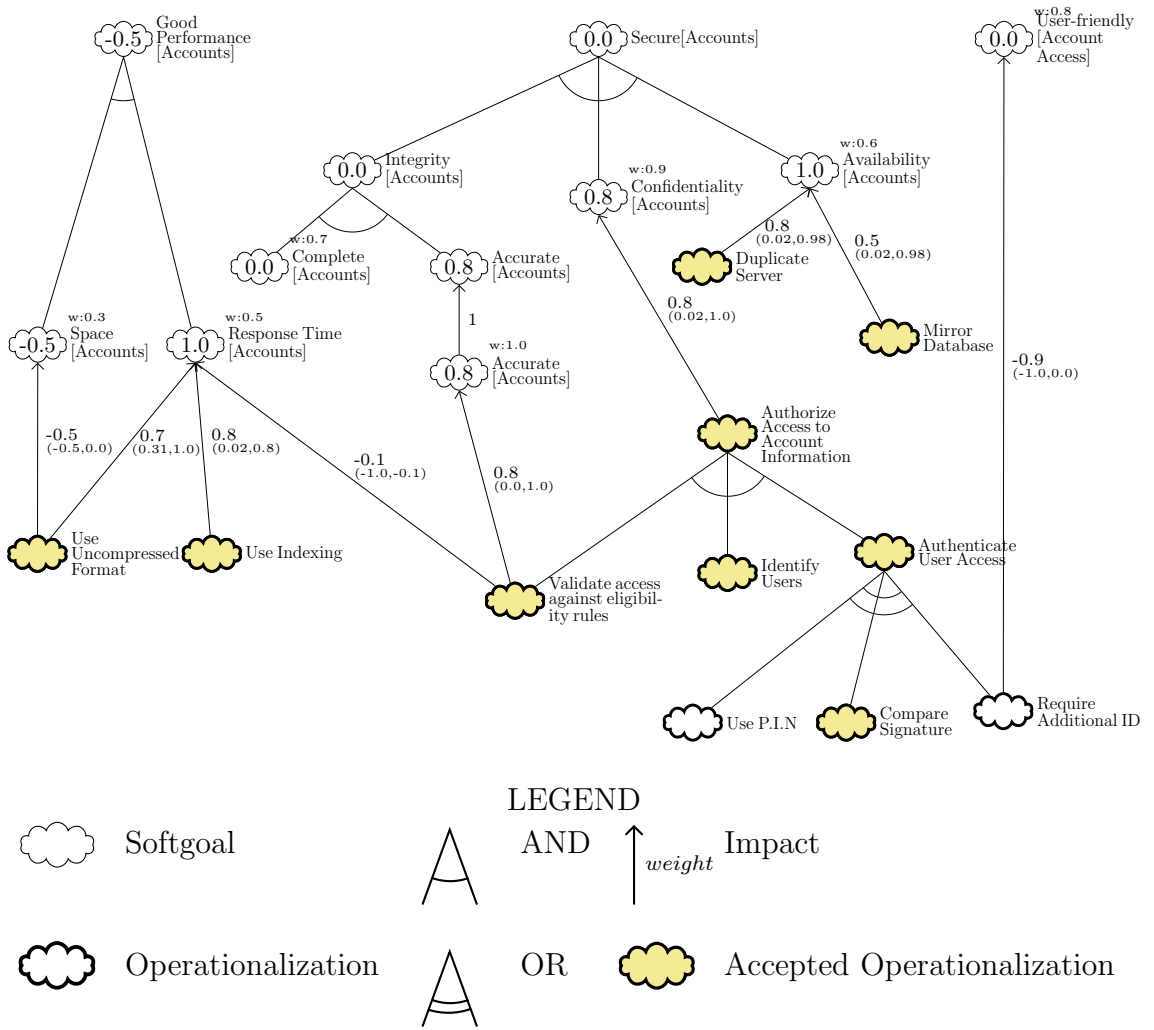 Good
Performance
[Accounts]
-0.5
0.0
Secure[Accounts]
w:0.8
User-friendly
[Account
Access]
0.0
0.0
Integrity
[Accounts]
w:0.9
Confidentiality
[Accounts]
0.8
w:0.6
Availability
[Accounts]
1.0
w:0.7
Complete
[Accounts]
0.0
Accurate
[Accounts]
0.8
0.8
(0.02,0.98)
Duplicate
Server
0.5
(0.02,0.98)
Mirror
Database
0.8
(0.02,1.0)
1
w:0.3
Space
[Accounts]
-0.5
w:0.5
Response Time
[Accounts]
1.0
w:1.0
Accurate
[Accounts]
0.8
-0.9
(-1.0,0.0)
Authorize
Access to
Account
Information
-0.5
(-0.5,0.0)
0.7
(0.31,1.0)
0.8
(0.02,0.8)
-0.1
(-1.0,-0.1)
0.8
(0.0,1.0)
Use
Uncompressed
Format
Use Indexing
Validate access
against eligibil-
ity rules
Identify
Users
Authenticate
User Access
Use P.I.N
Compare
Signature
Require
Additional ID
LEGEND
Softgoal
AND
weight
Impact
Operationalization
OR
Accepted Operationalization